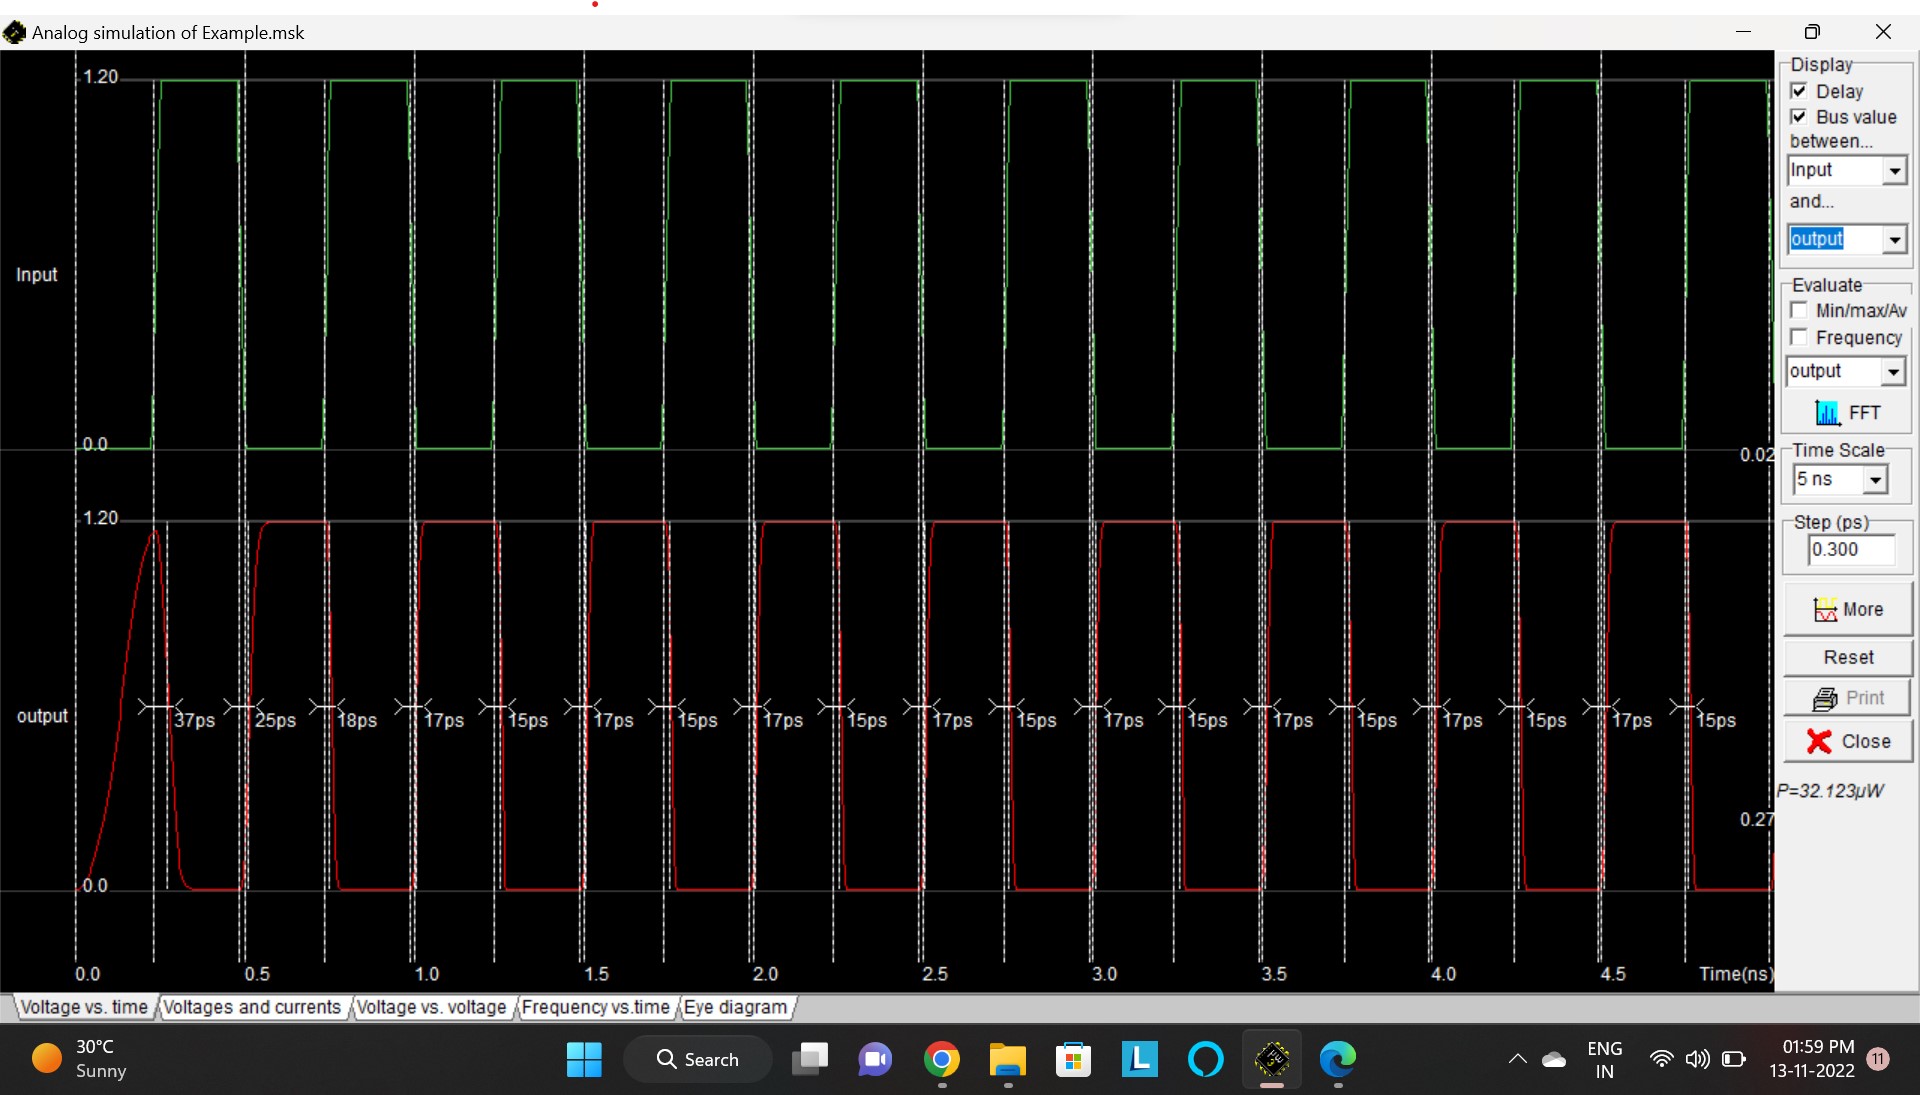 Analog simulation of Example.msk
1.20
Input
0.0
0.02
1.20
output
37ps 25ps 18ps 17ps 15ps 17ps 15ps 17ps 15ps 17ps 15ps 17ps 15ps 17ps 15ps 17ps 15ps 17ps 15ps
0.27
0.0
0.0 0.5 1.0 1.5 2.0 2.5 3.0 3.5 4.0 4.5 Time(ns)
Display
Delay
Bus value
between...
Input
and...
output
Evaluate
Min/max/Av
Frequency
output
FFT
Time Scale
5 ns
Step (ps)
0.300
More
Reset
Print
Close
P=32.123µW
Voltage vs. time Voltages and currents Voltage vs. voltage Frequency vs.time Eye diagram
30°C
Sunny
Search
L
ENG
IN
01:59 PM
13-11-2022
11